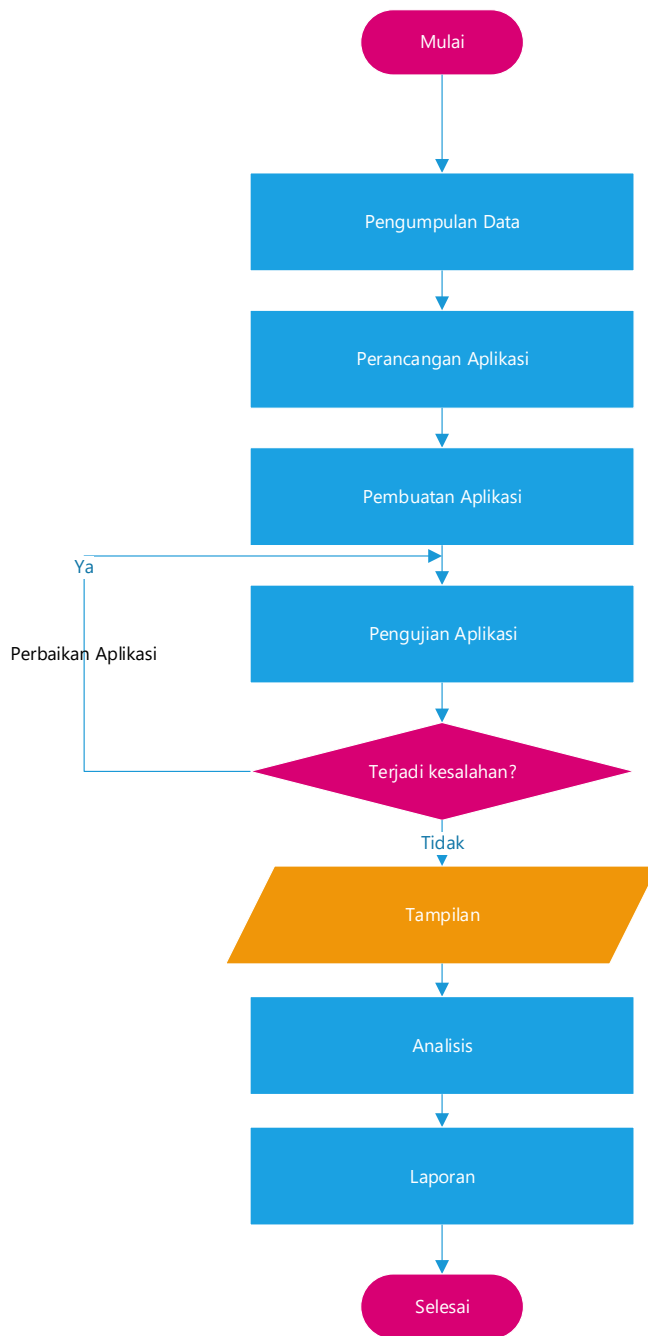 Mulai
Pengumpulan Data
Perancangan Aplikasi
Pembuatan Aplikasi
Ya
Pengujian Aplikasi
Perbaikan Aplikasi
Terjadi kesalahan?
Tidak
Tampilan
Analisis
Laporan
Selesai